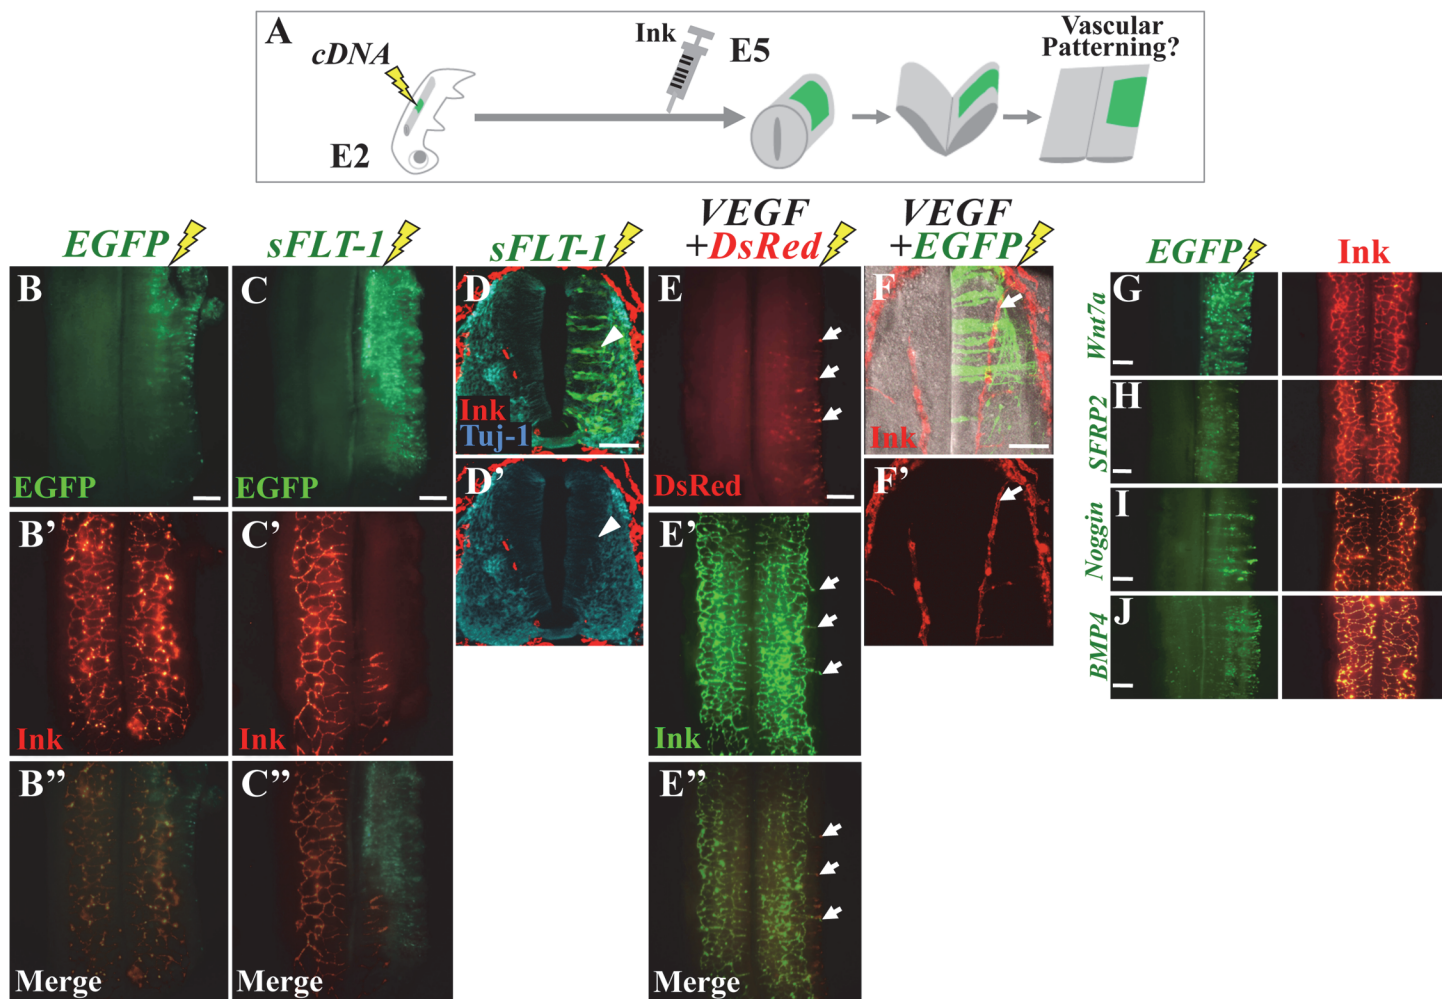 A
cDNA
E2
Ink
E5
Vascular
Patterning?
EGFP
sFLT-1
sFLT-1
VEGF
+DsRed
VEGF
+EGFP
EGFP
Ink
B
EGFP
C
EGFP
D
Ink
Tuj-1
D'
E
DsRed
F
Ink
F'
B'
Ink
C'
Ink
E'
Ink
B”
Merge
C”
Merge
E”
Merge
G
Wnt7a
H
SFRP2
I
Noggin
J
BMP4